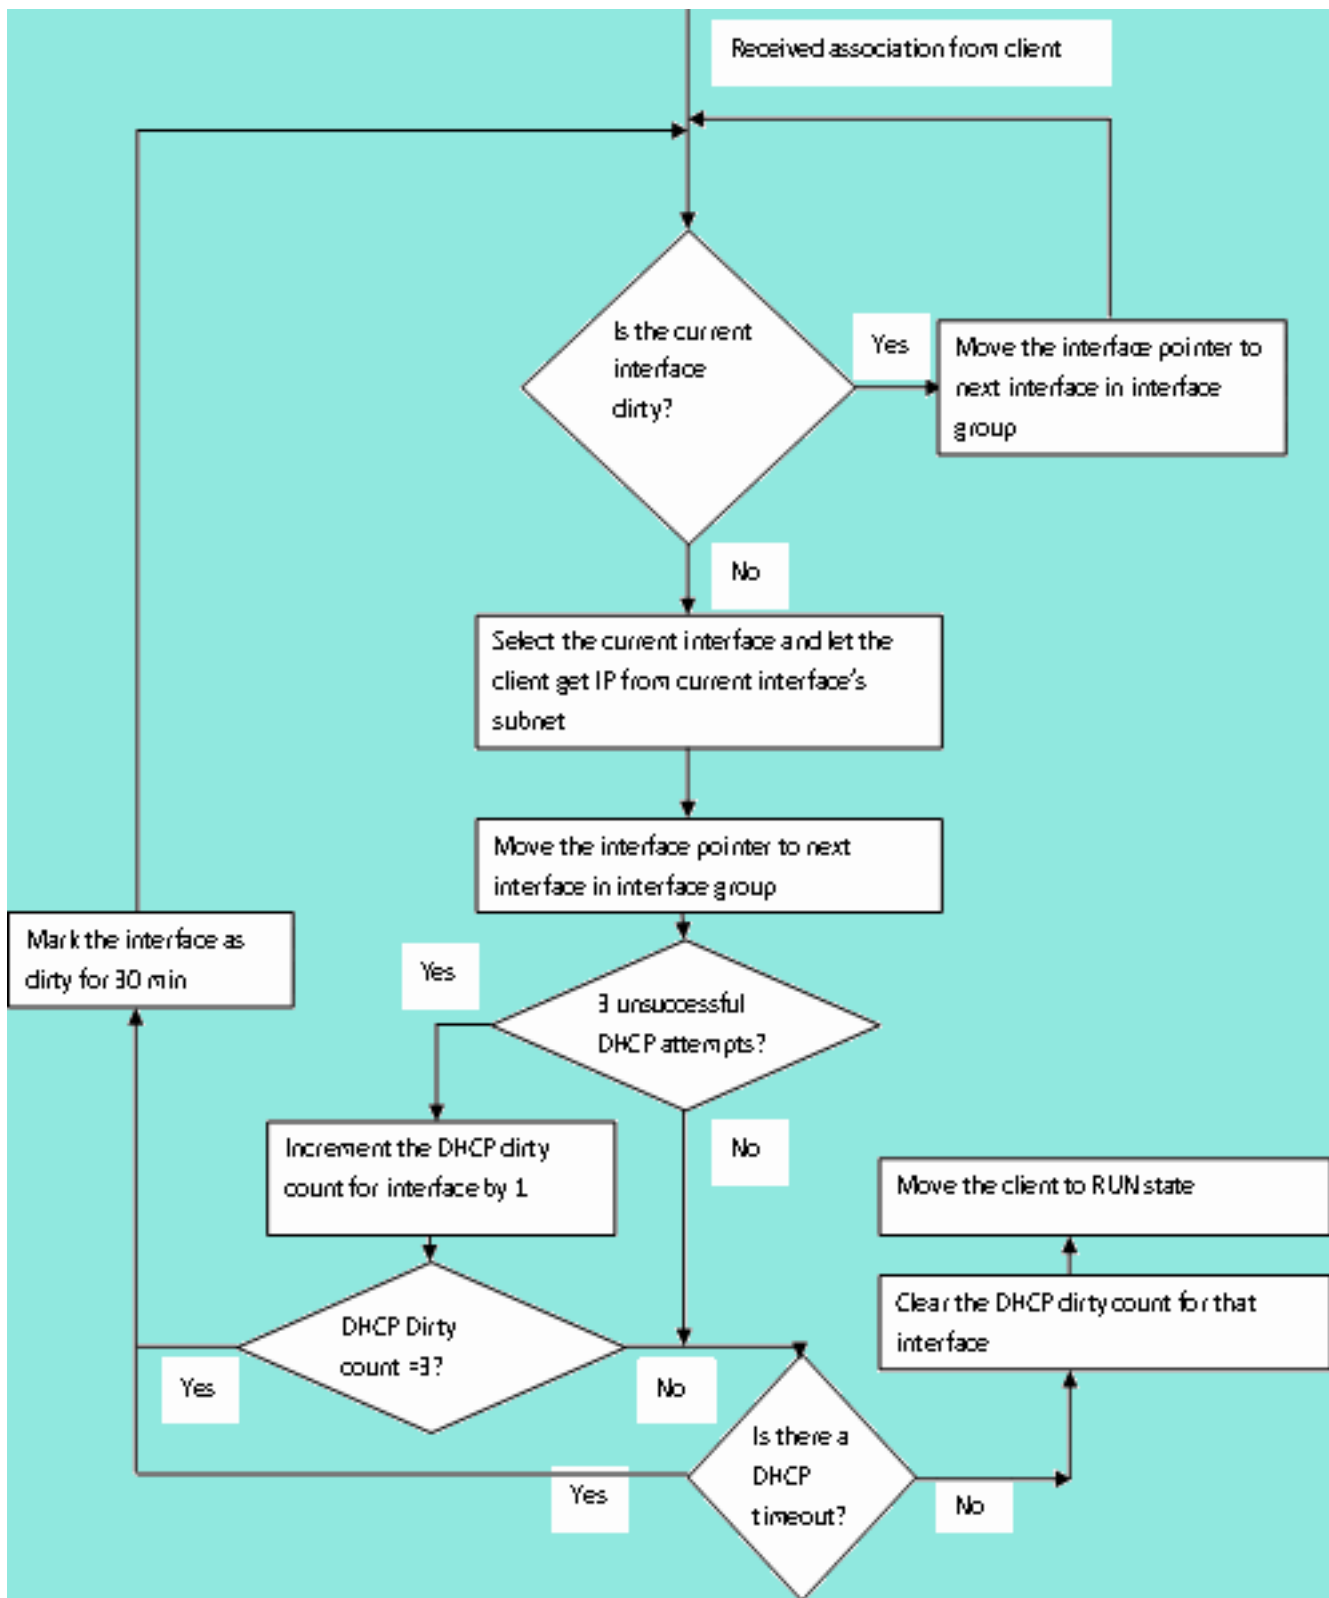 Received association from client
Is the current
interface
dirty?
Yes
Move the interface pointer to
next interface in interface
group
No
Select the current interface and let the
client get IP from current interface's
subnet
Move the interface pointer to next
interface in interface group
Mark the interface as
dirty for 30 min
Yes
3 unsuccessful
DHCP attempts?
No
Increment the DHCP dirty
count for interface by 1
Move the client to RUN state
Clear the DHCP dirty count for that
interface
DHCP Dirty
count =3?
Yes
No
Is there a
DHCP
timeout?
Yes
No